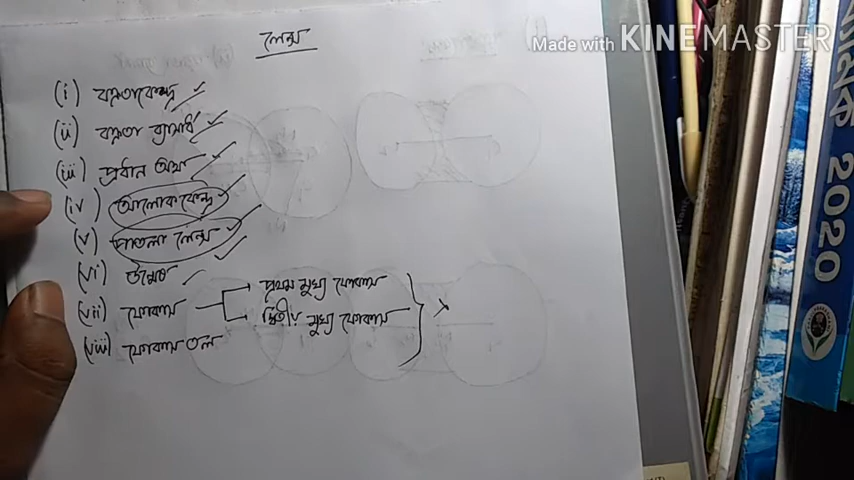 Made with KINEMASTER
লেন্স
(i) বক্রতাকেন্দ্র ✓
(ii) বক্রতা ব্যাসার্ধ ✓
(iii) প্রধান অক্ষ ✓
(iv) আলোক কেন্দ্র ✓
(v) পাতলা লেন্স ✓
(vi) উন্মেষ ✓
(vii) ফোকাস প্রথম মুখ্য ফোকাস
দ্বিতীয় মুখ্য ফোকাস
(viii) ফোকাস তল
2020